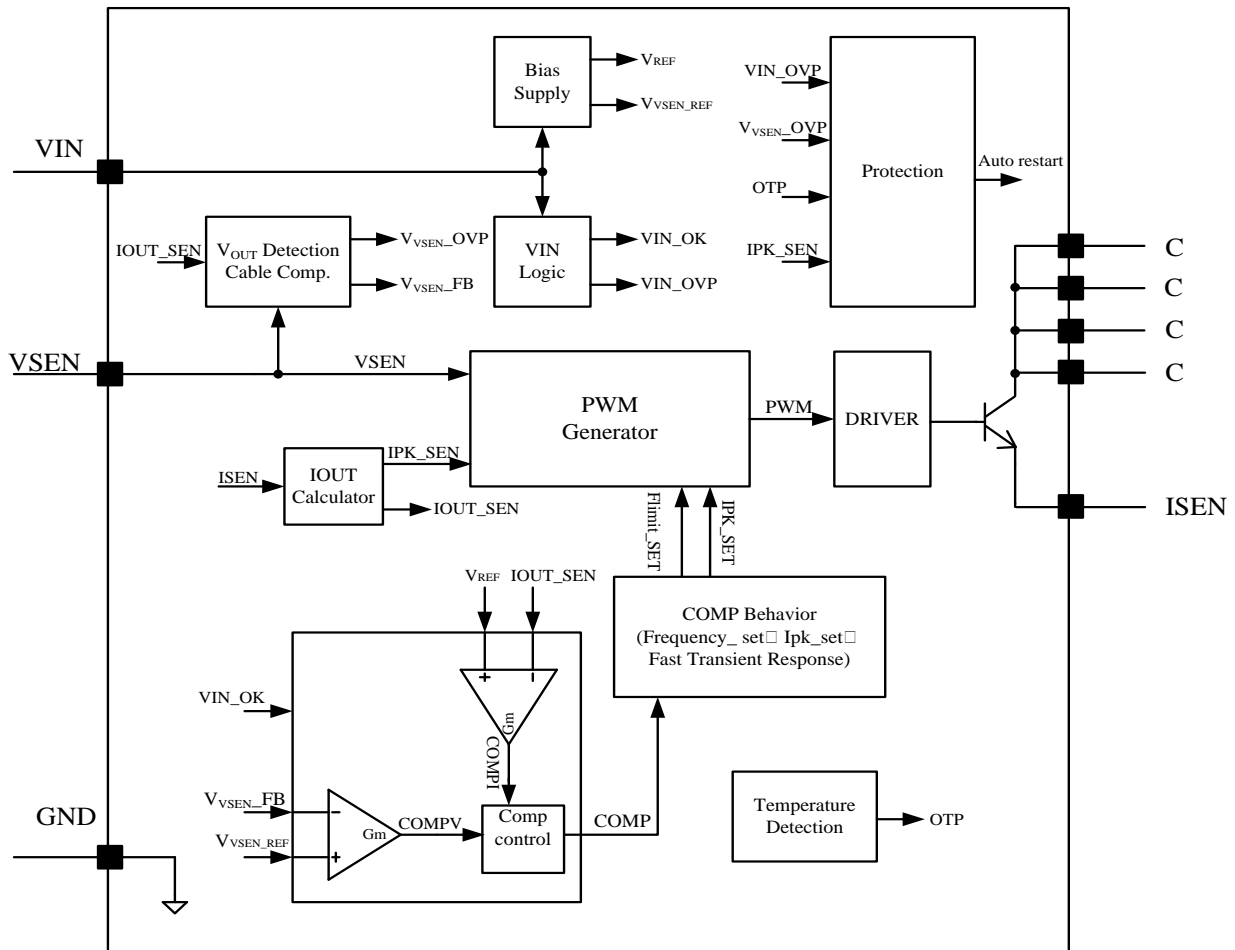 Bias
Supply
VREF
VVSEN_REF
VIN_OVP
VVSEN_OVP
OTP
IPK_SEN
Protection
Auto restart
VIN
IOUT_SEN
VOUT Detection
Cable Comp.
VVSEN_OVP
VVSEN_FB
VIN
Logic
VIN_OK
VIN_OVP
C
C
C
C
VSEN
VSEN
PWM
Generator
PWM
DRIVER
ISEN
IOUT
Calculator
IPK_SEN
IOUT_SEN
ISEN
Flimit_SET
IPK_SET
VREF
IOUT_SEN
COMP Behavior
(Frequency_ set□ Ipk_set□
Fast Transient Response)
VIN_OK
+
−
Gm
COMPI
VVSEN_FB
VVSEN_REF
−
+
Gm
COMPV
Comp
control
COMP
Temperature
Detection
OTP
GND